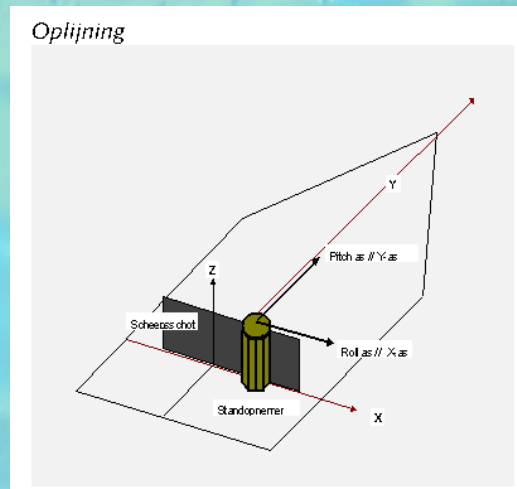 Oplijning
Y
Pitch as // Y-as
Z
Scheepsschot
Roll as // X-as
Standopnemer
X